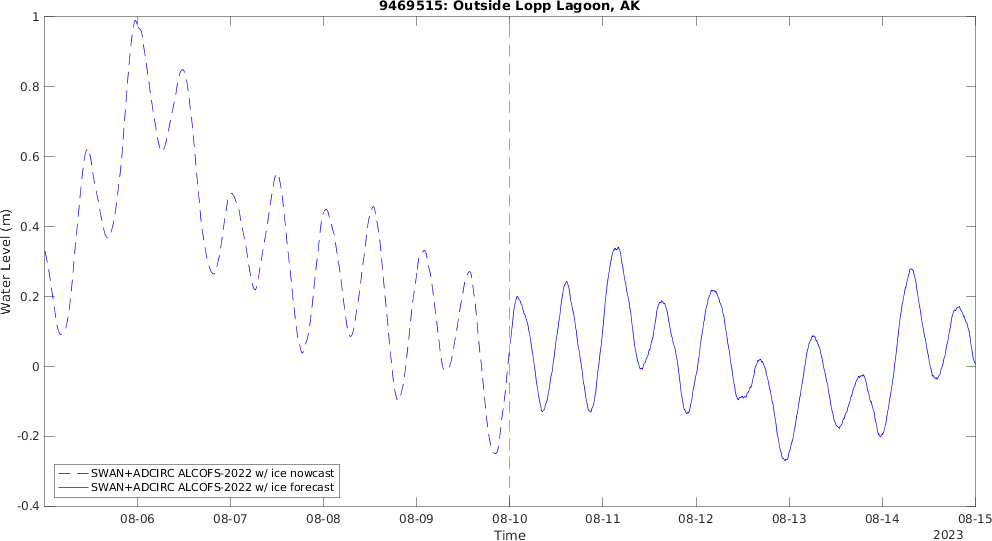 9469515: Outside Lopp Lagoon, AK
1
0.8
0.6
0.4
0.2
0
-0.2
-0.4
Water Level (m)
SWAN+ADCIRC ALCOFS-2022 w/ ice nowcast
SWAN+ADCIRC ALCOFS-2022 w/ ice forecast
08-06 08-07 08-08 08-09 08-10 08-11 08-12 08-13 08-14 08-15
Time
2023